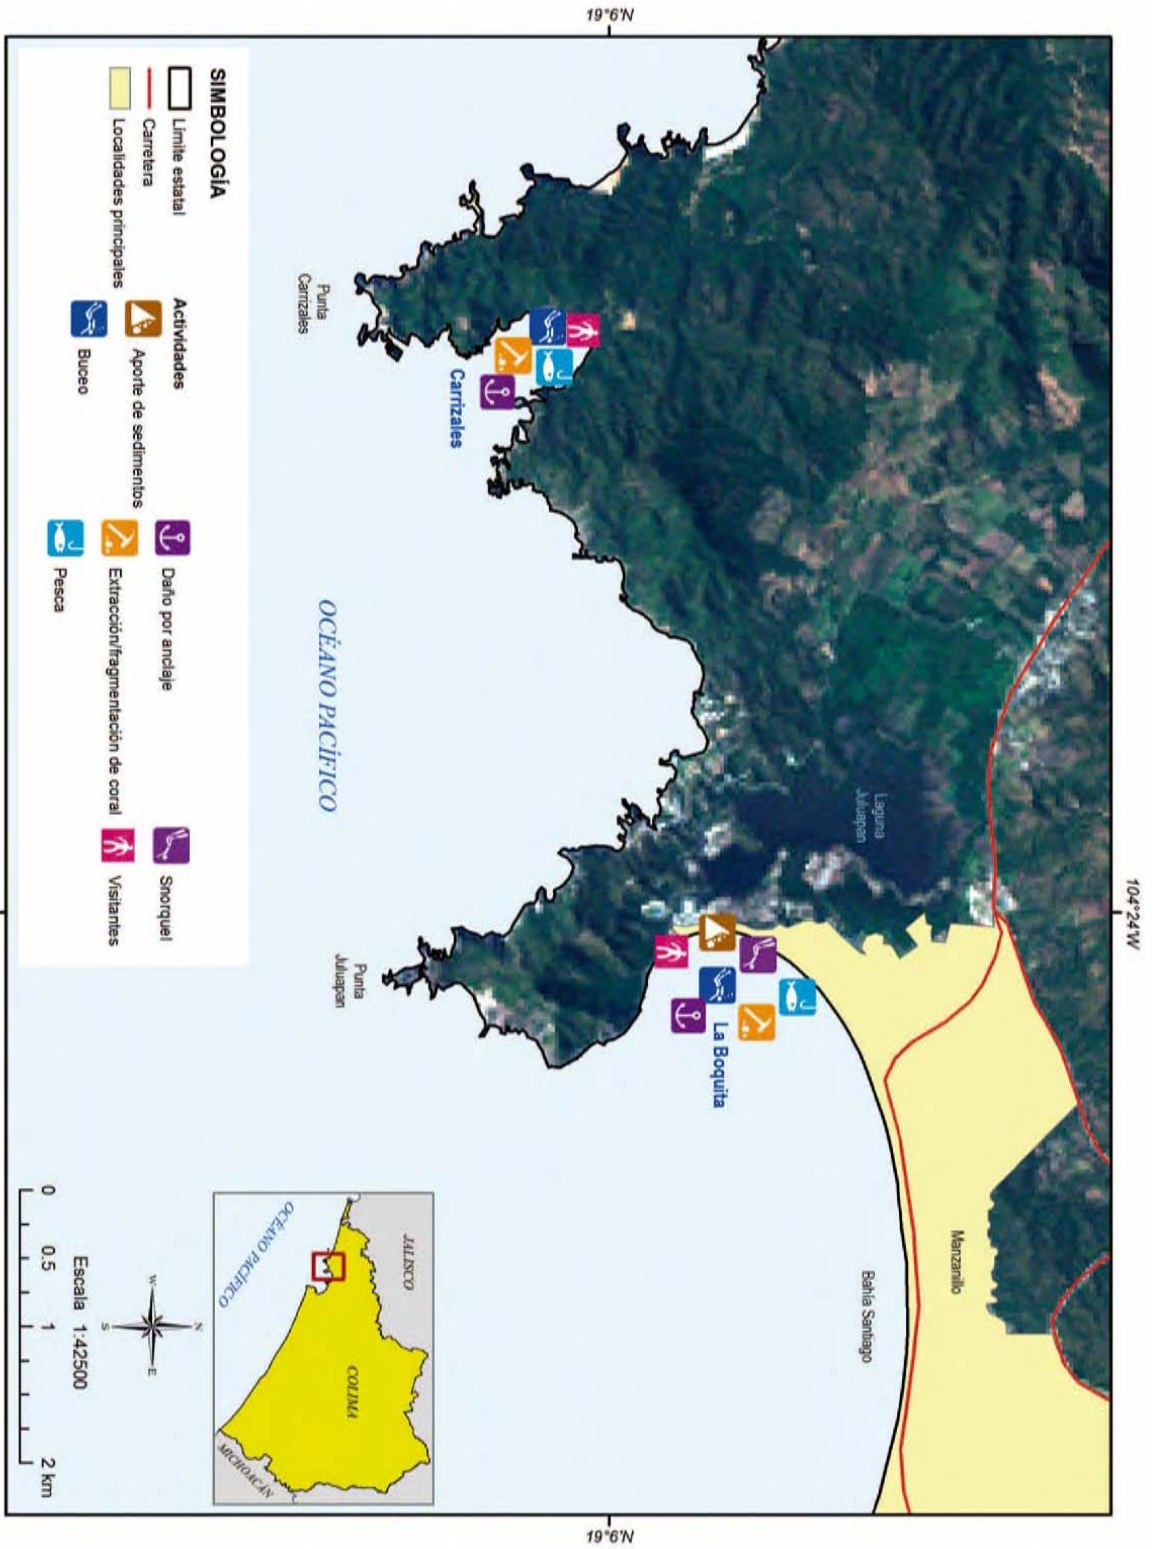 19°6'N
104°24'W
SIMBOLOGÍA
Límite estatal
Carretera
Localidades principales
Actividades
Aporte de sedimentos
Buceo
Daño por anclaje
Extracción/fragmentación de coral
Pesca
Snorquel
Visitantes
Punta
Carrizales
Carrizales
OCÉANO PACÍFICO
Laguna
Juluapan
Punta
Juluapan
La Boquita
Manzanillo
Bahía Santiago
JALISCO
OCÉANO PACÍFICO
COLIMA
MICHOACÁN
N
W
E
S
Escala 1:42500
0 0.5 1 2 km
19°6'N